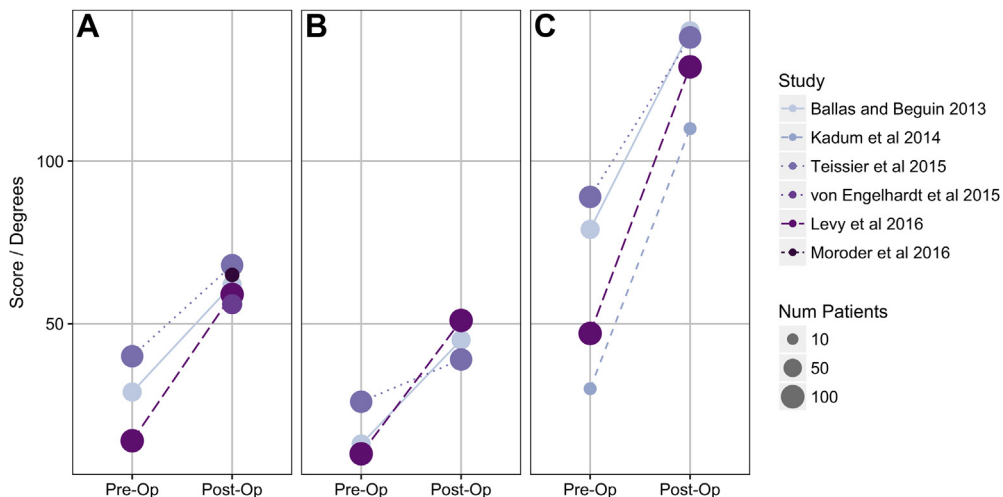 A
B
C
Score / Degrees
100
50
Pre-Op
Post-Op
Pre-Op
Post-Op
Pre-Op
Post-Op
Study
Ballas and Beguin 2013
Kadum et al 2014
Teissier et al 2015
von Engelhardt et al 2015
Levy et al 2016
Moroder et al 2016
Num Patients
10
50
100